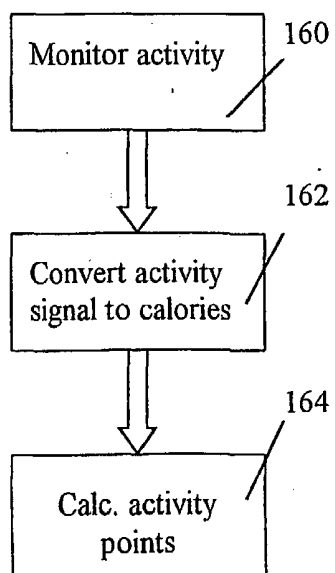 Monitor activity
160
162
Convert activity
signal to calories
164
Calc. activity
points